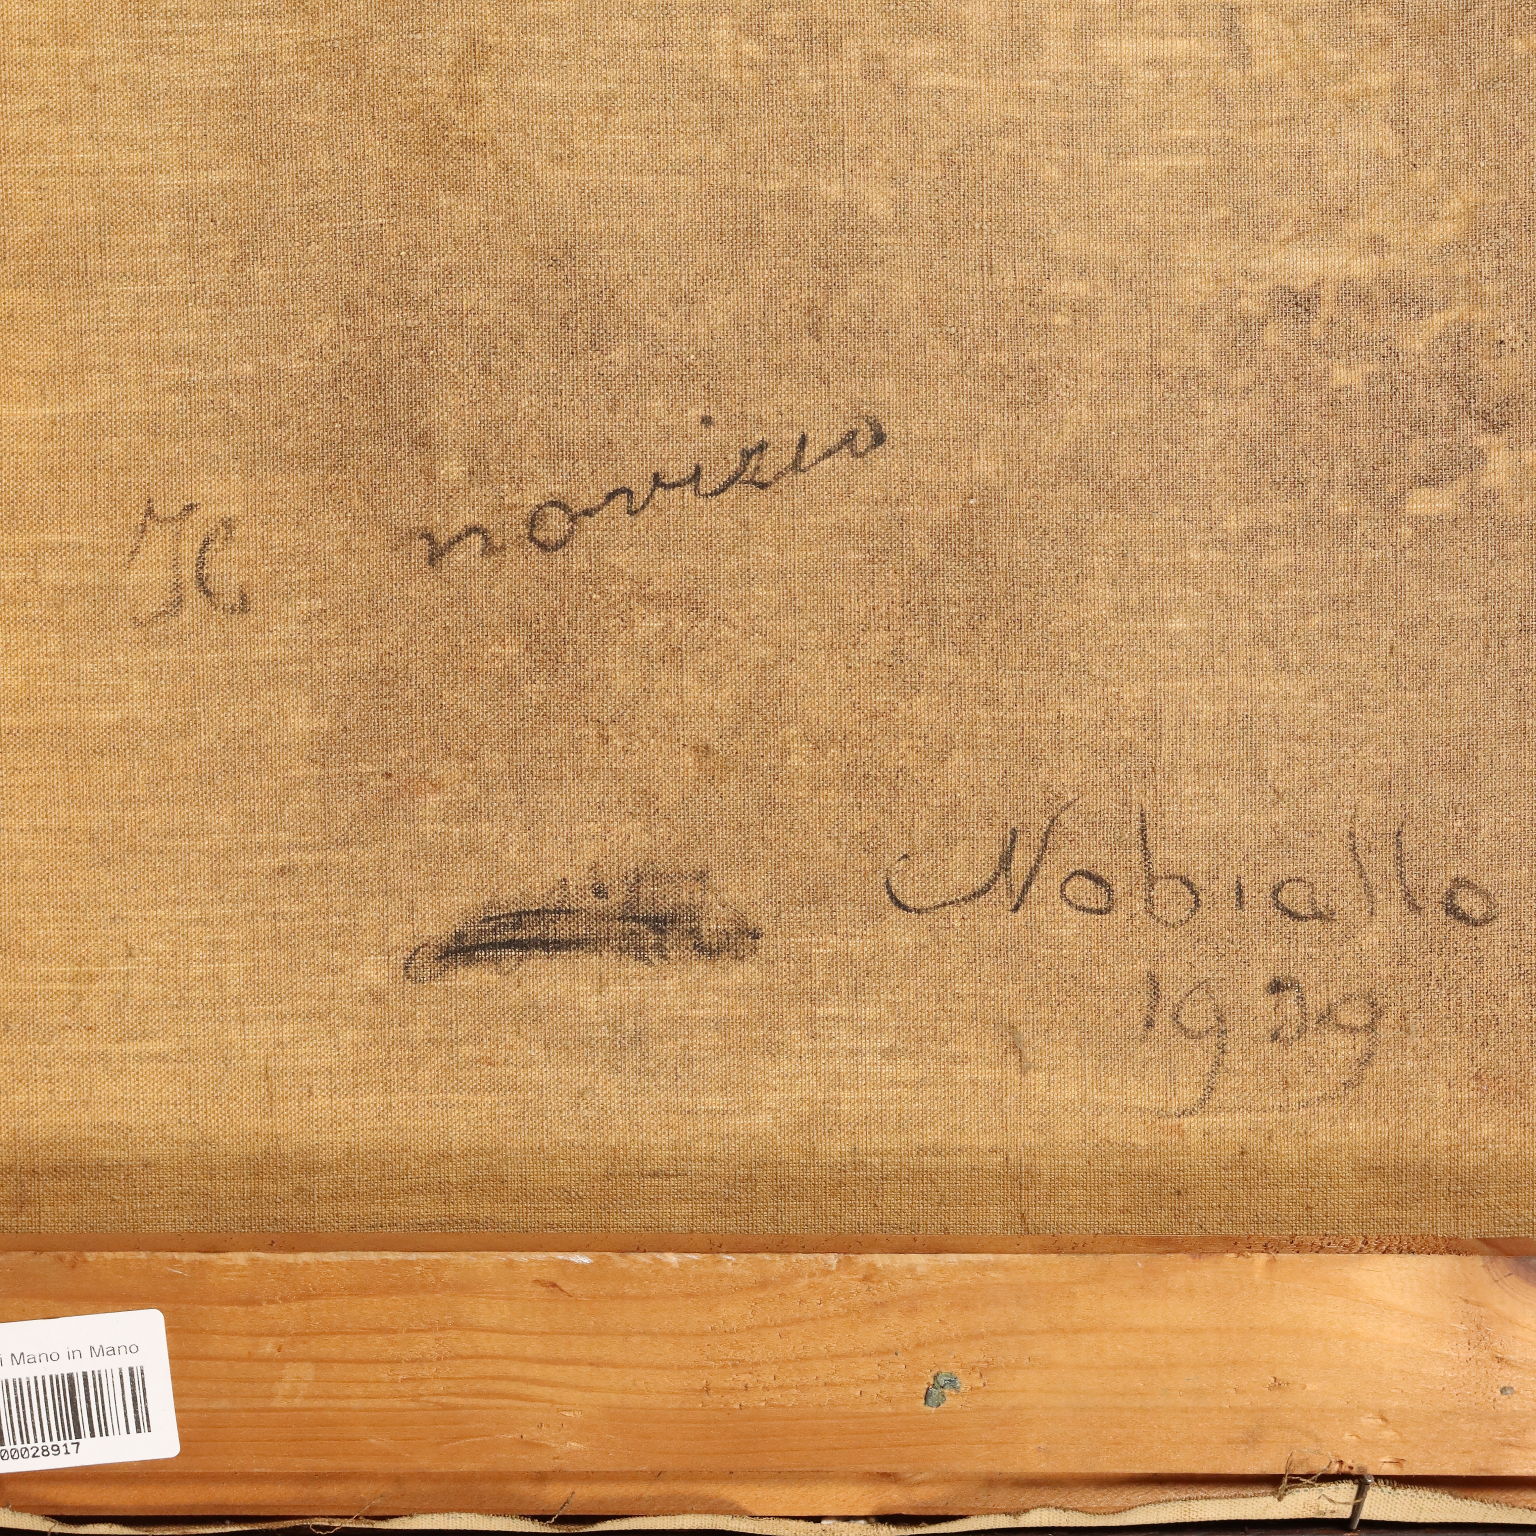 Il novizio
Nobiallo
1939
i Mano in Mano
00028917